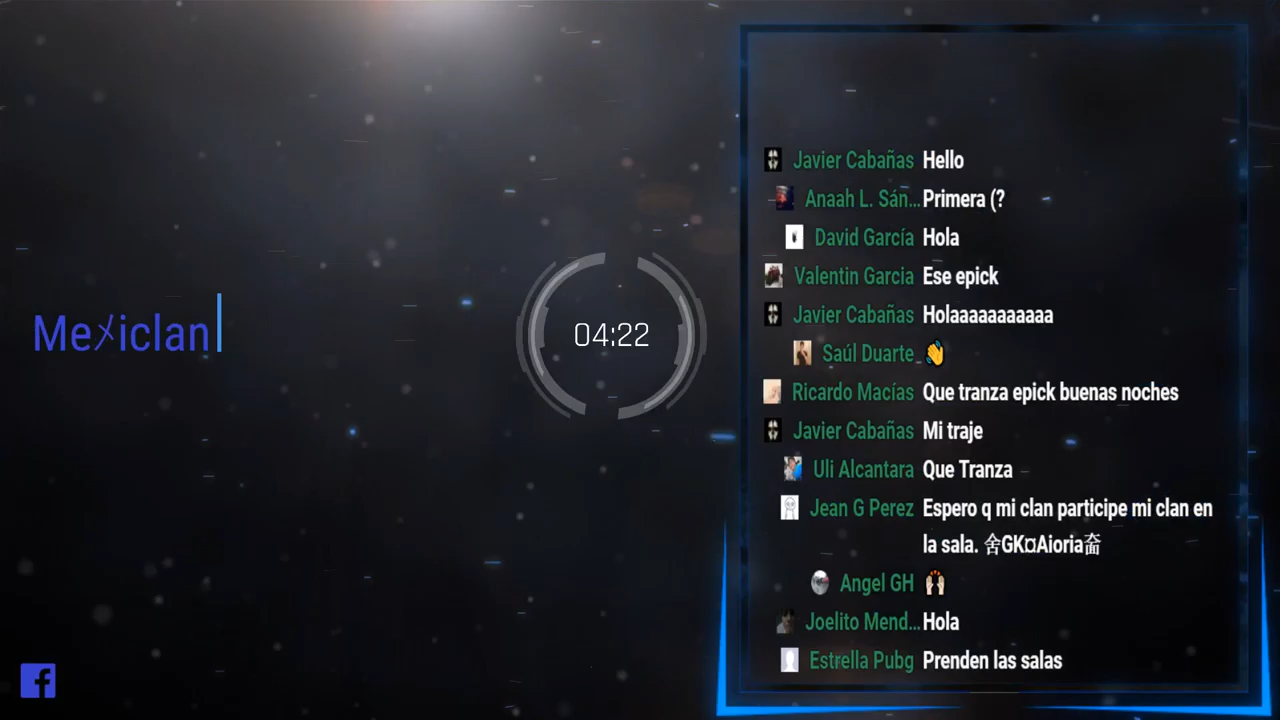 Meㄨiclan
04:22
Javier Cabañas Hello
Anaah L. Sán... Primera (?
David García Hola
Valentin Garcia Ese epick
Javier Cabañas Holaaaaaaaaaaa
Saúl Duarte 👋
Ricardo Macías Que tranza epick buenas noches
Javier Cabañas Mi traje
Uli Alcantara Que Tranza
Jean G Perez Espero q mi clan participe mi clan en
la sala. 舍GK¤Aioria畲
Angel GH 🙌🏻
Joelito Mend... Hola
Estrella Pubg Prenden las salas